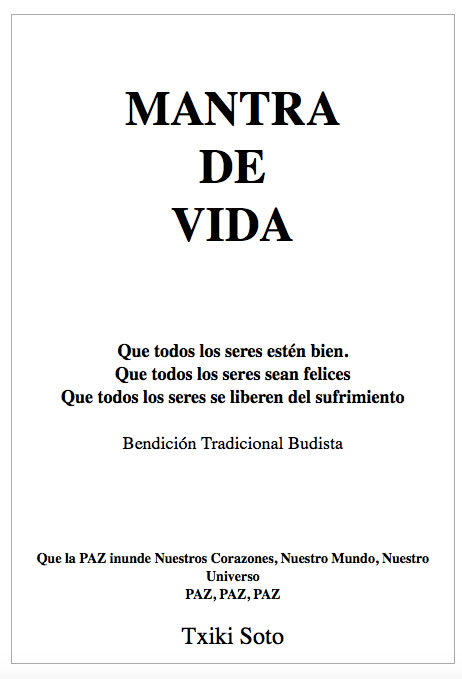 MANTRA
DE
VIDA
Que todos los seres estén bien.
Que todos los seres sean felices
Que todos los seres se liberen del sufrimiento
Bendición Tradicional Budista
Que la PAZ inunde Nuestros Corazones, Nuestro Mundo, Nuestro
Universo
PAZ, PAZ, PAZ
Txiki Soto